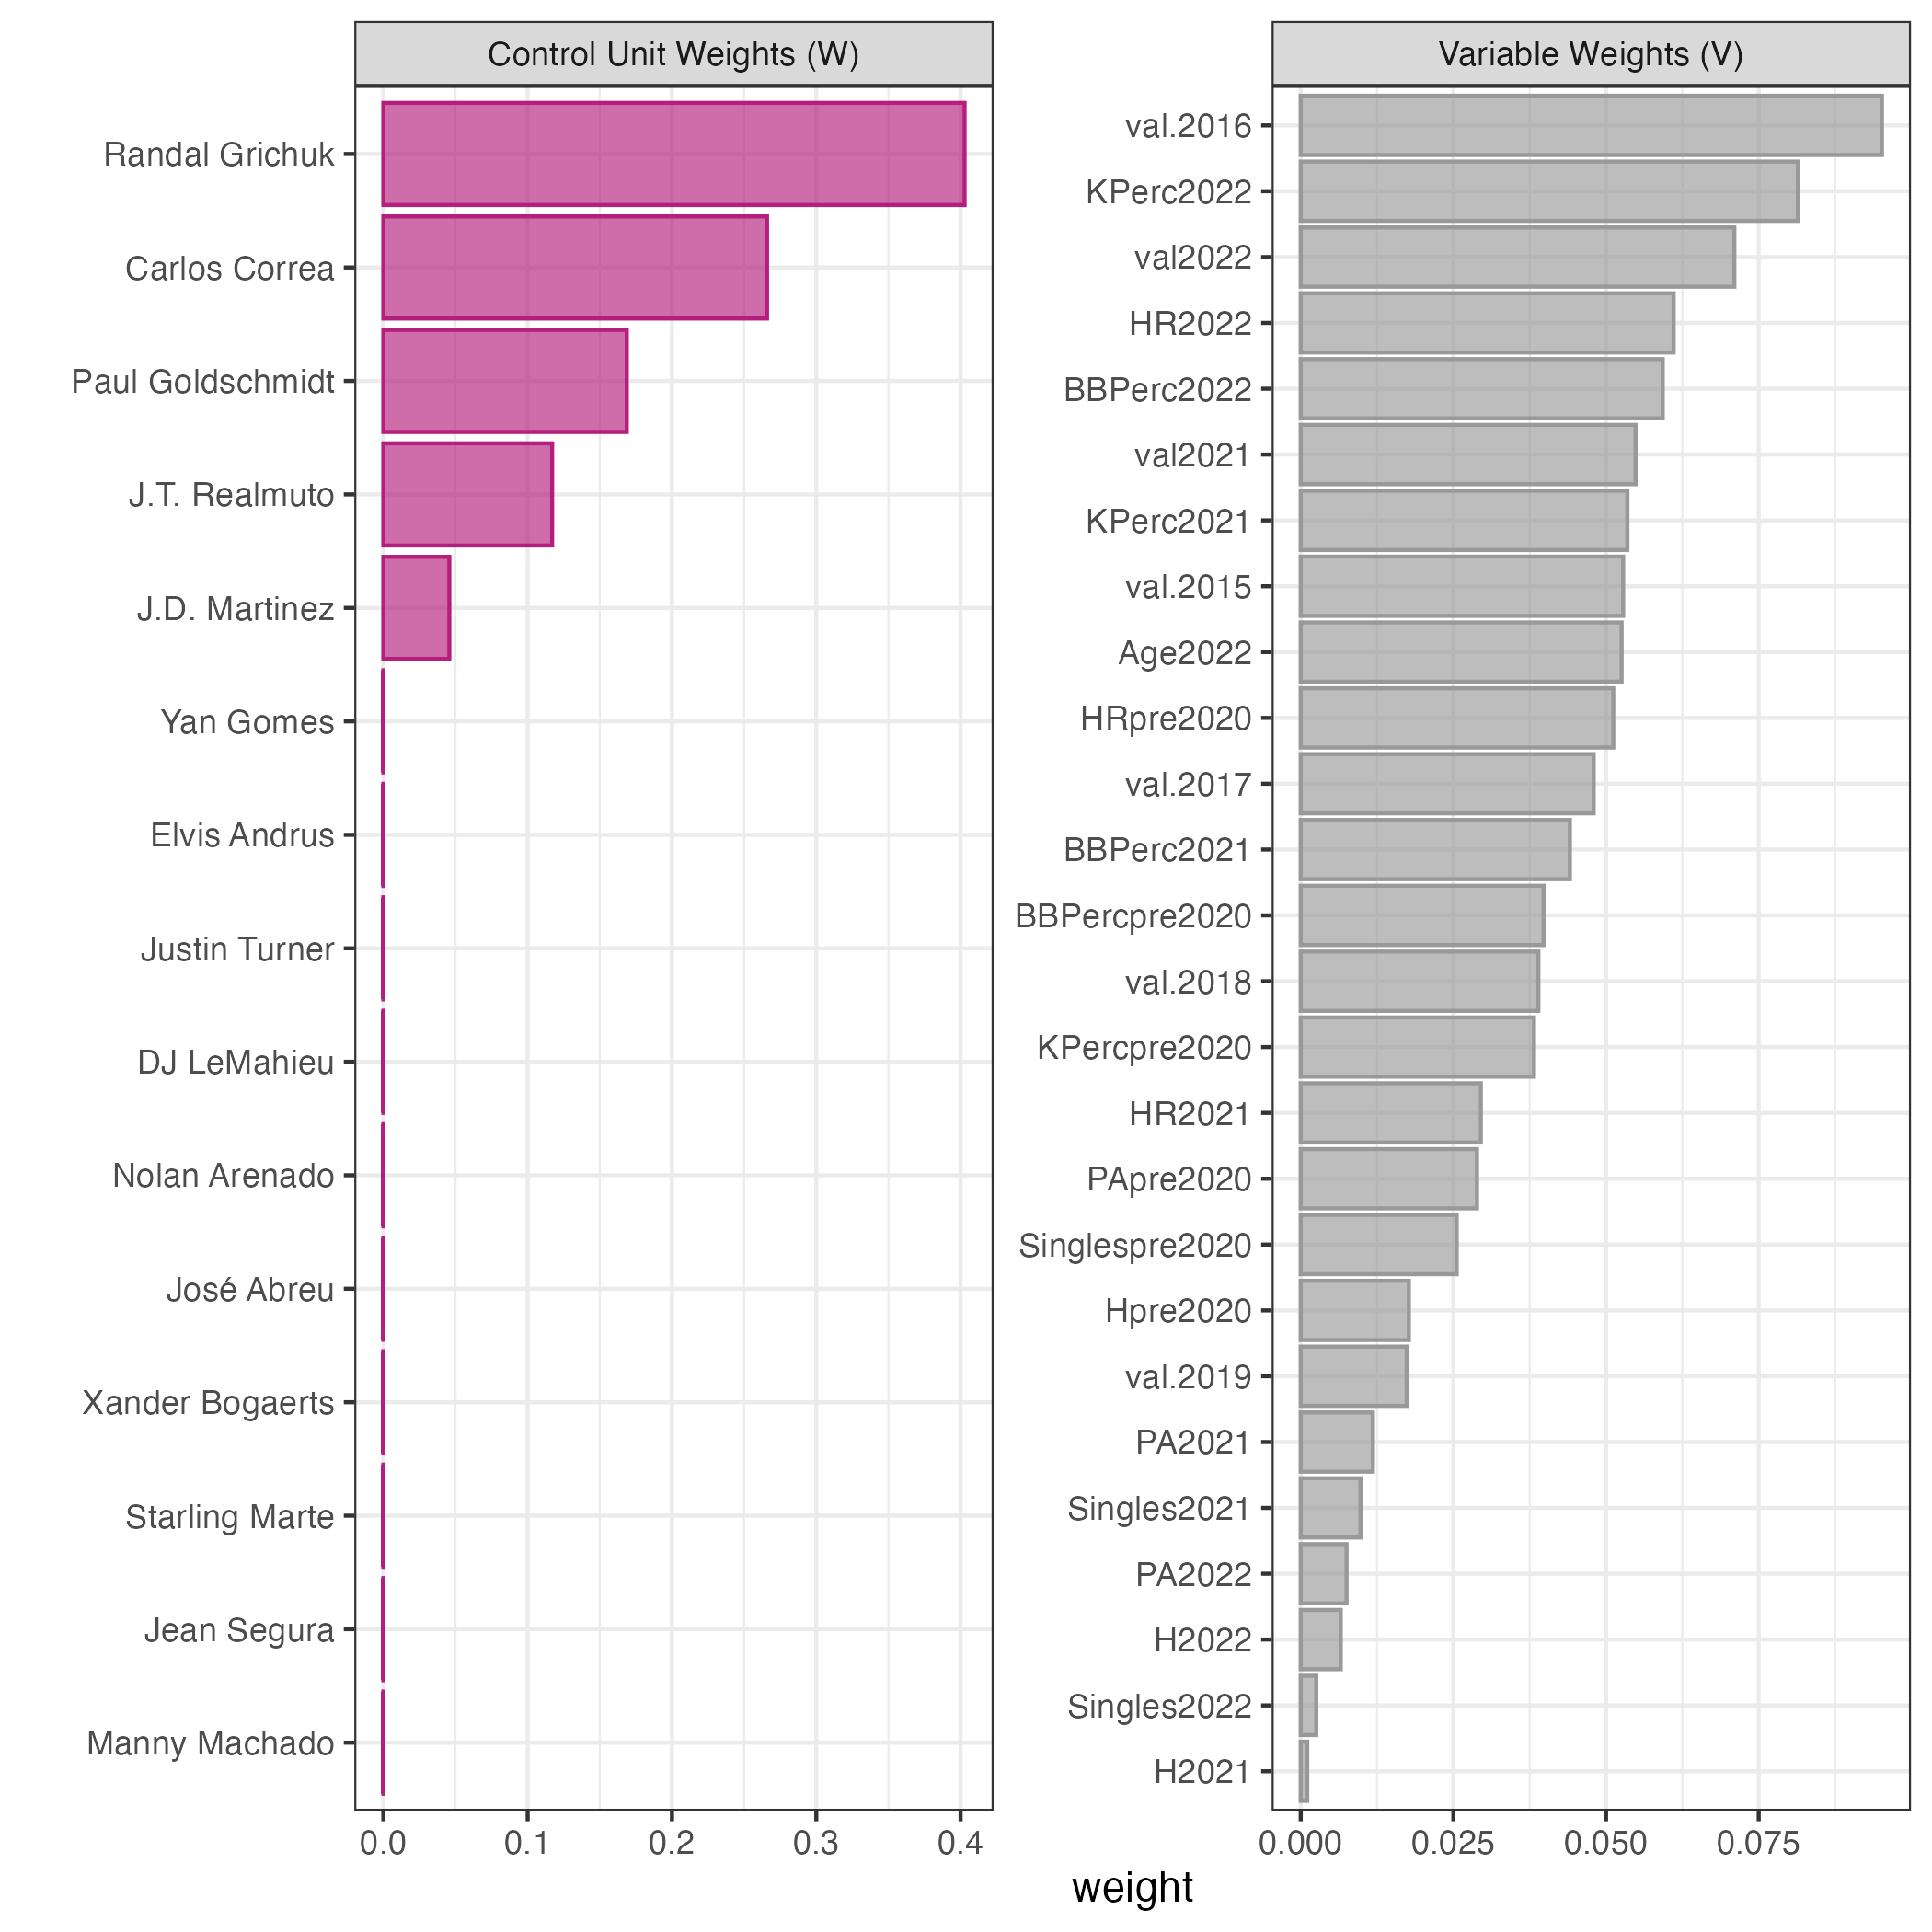 Control Unit Weights (W)
Randal Grichuk
Carlos Correa
Paul Goldschmidt
J.T. Realmuto
J.D. Martinez
Yan Gomes
Elvis Andrus
Justin Turner
DJ LeMahieu
Nolan Arenado
José Abreu
Xander Bogaerts
Starling Marte
Jean Segura
Manny Machado
0.0 0.1 0.2 0.3 0.4
Variable Weights (V)
val.2016
KPerc2022
val2022
HR2022
BBPerc2022
val2021
KPerc2021
val.2015
Age2022
HRpre2020
val.2017
BBPerc2021
BBPercpre2020
val.2018
KPercpre2020
HR2021
PApre2020
Singlespre2020
Hpre2020
val.2019
PA2021
Singles2021
PA2022
H2022
Singles2022
H2021
0.000 0.025 0.050 0.075
weight